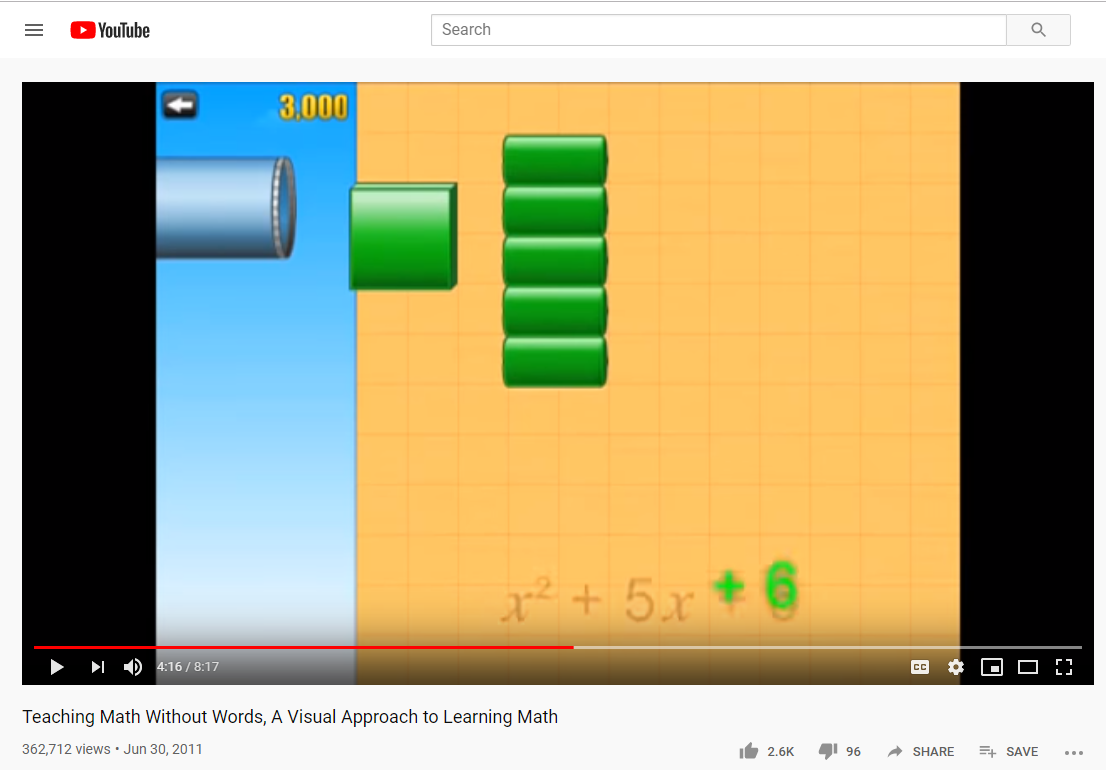 YouTube
Search
3,000
x² + 5x + 6
4:16 / 8:17
CC
Teaching Math Without Words, A Visual Approach to Learning Math
362,712 views • Jun 30, 2011
2.6K 96 SHARE SAVE